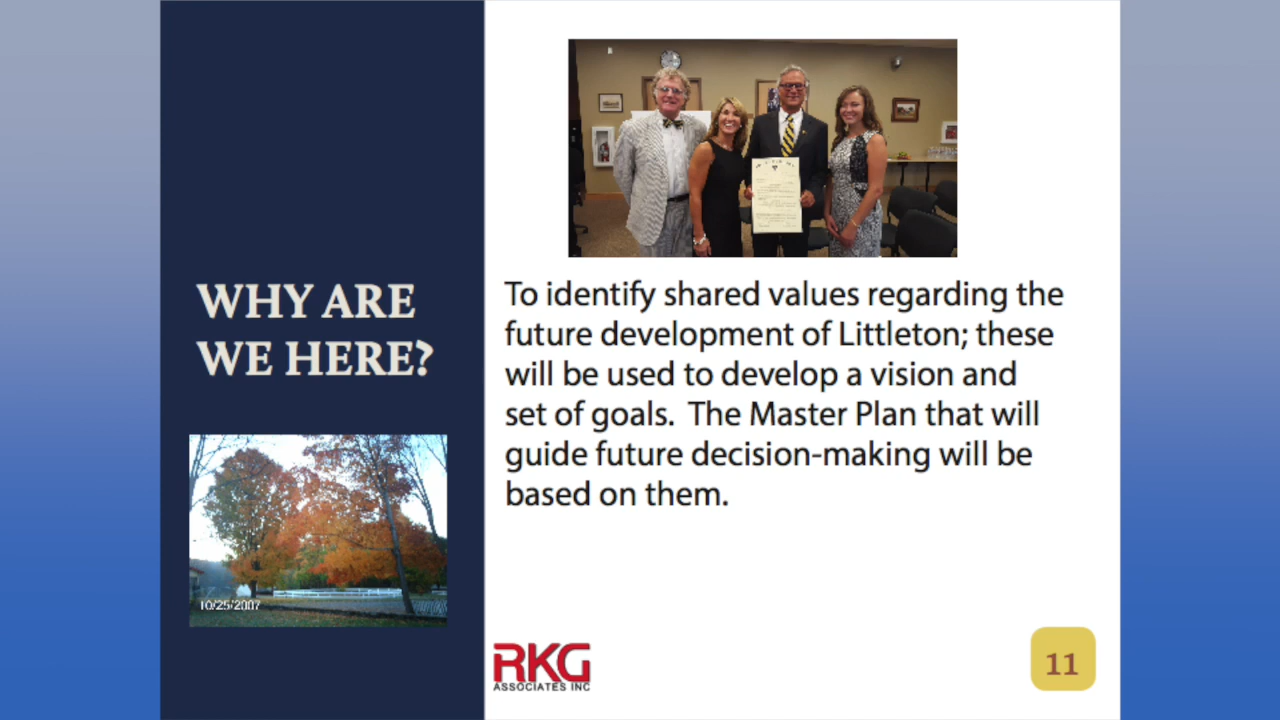 WHY ARE
WE HERE?
10/25/2007
To identify shared values regarding the
future development of Littleton; these
will be used to develop a vision and
set of goals.  The Master Plan that will
guide future decision-making will be
based on them.
RKG
ASSOCIATES INC
11